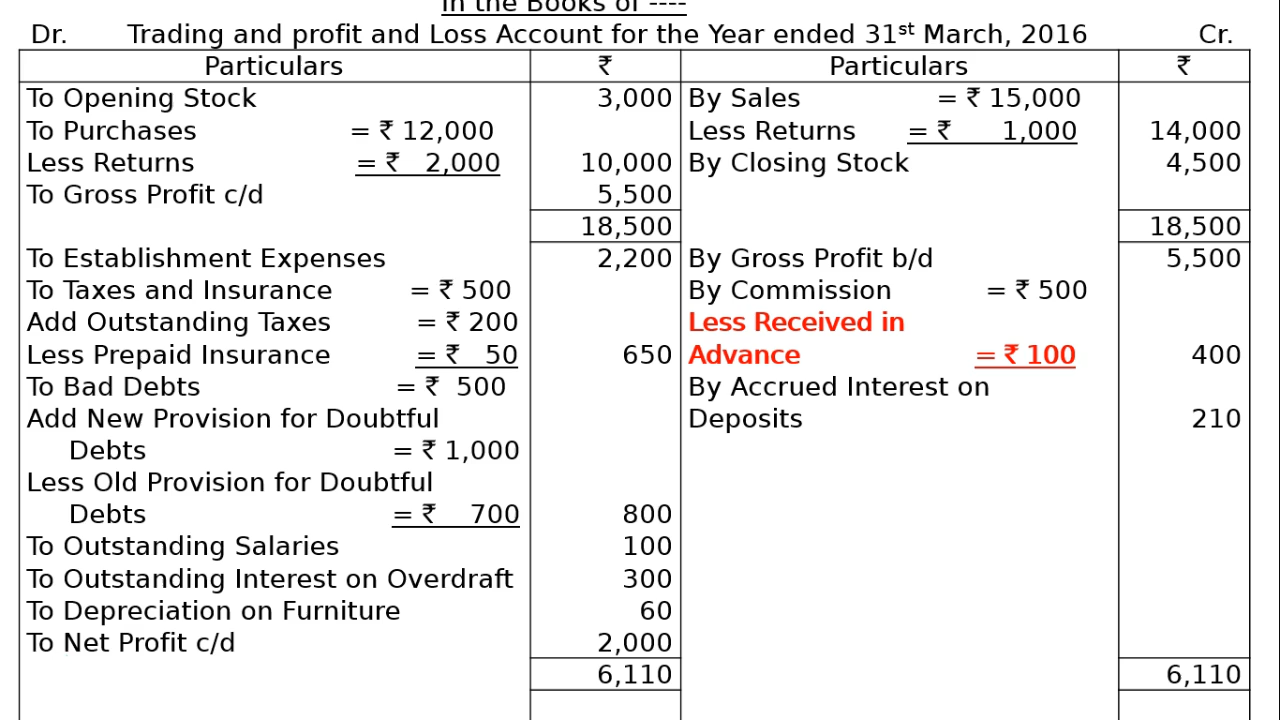 In the Books of ----
Dr. Trading and profit and Loss Account for the Year ended 31st March, 2016 Cr.
Particulars ₹ Particulars ₹
To Opening Stock 3,000 By Sales = ₹ 15,000
To Purchases = ₹ 12,000 Less Returns = ₹ 1,000 14,000
Less Returns = ₹ 2,000 10,000 By Closing Stock 4,500
To Gross Profit c/d 5,500
18,500 18,500
To Establishment Expenses 2,200 By Gross Profit b/d 5,500
To Taxes and Insurance = ₹ 500 By Commission = ₹ 500
Add Outstanding Taxes = ₹ 200 Less Received in
Less Prepaid Insurance = ₹ 50 650 Advance = ₹ 100 400
To Bad Debts = ₹ 500 By Accrued Interest on
Add New Provision for Doubtful Deposits 210
Debts = ₹ 1,000
Less Old Provision for Doubtful
Debts = ₹ 700 800
To Outstanding Salaries 100
To Outstanding Interest on Overdraft 300
To Depreciation on Furniture 60
To Net Profit c/d 2,000
6,110 6,110